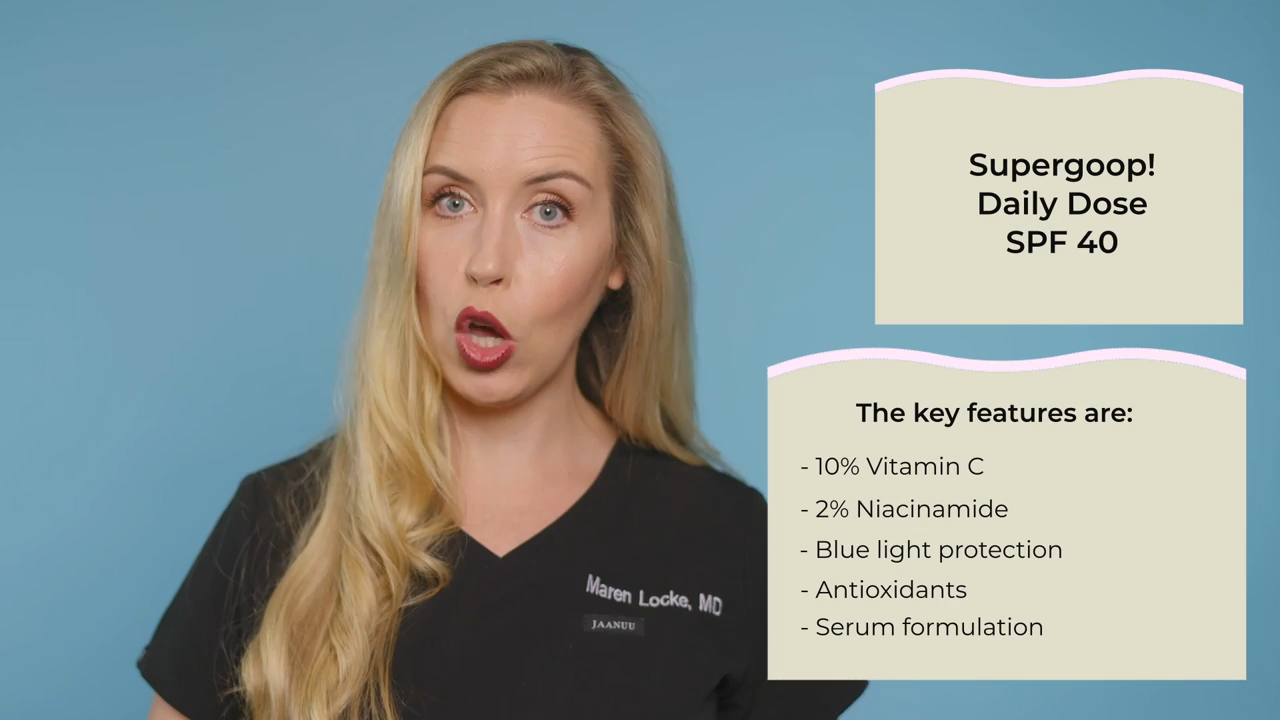 Supergoop!
Daily Dose
SPF 40
The key features are:
- 10% Vitamin C
- 2% Niacinamide
- Blue light protection
- Antioxidants
- Serum formulation
Maren Locke, MD
JAANUU